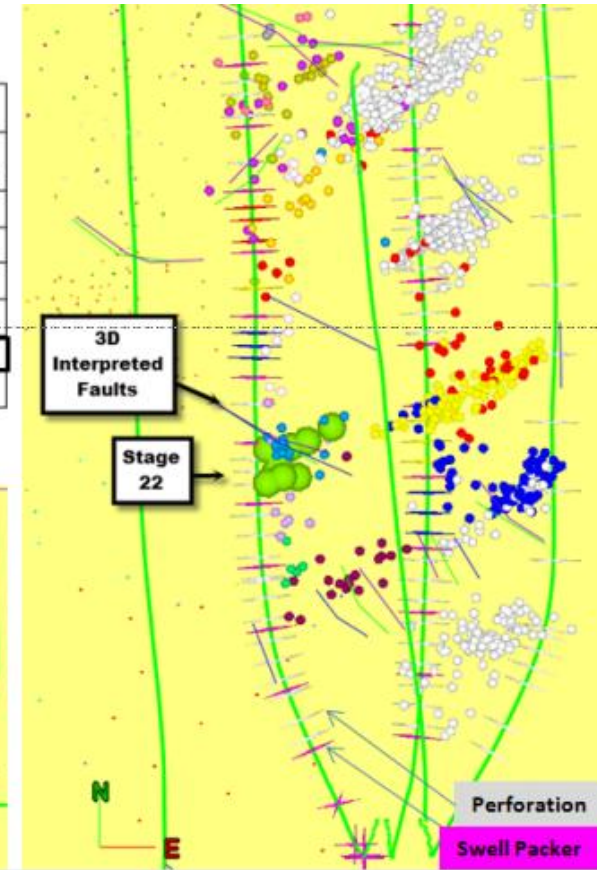 3D
Interpreted
Faults
Stage
22
N
E
Perforation
Swell Packer